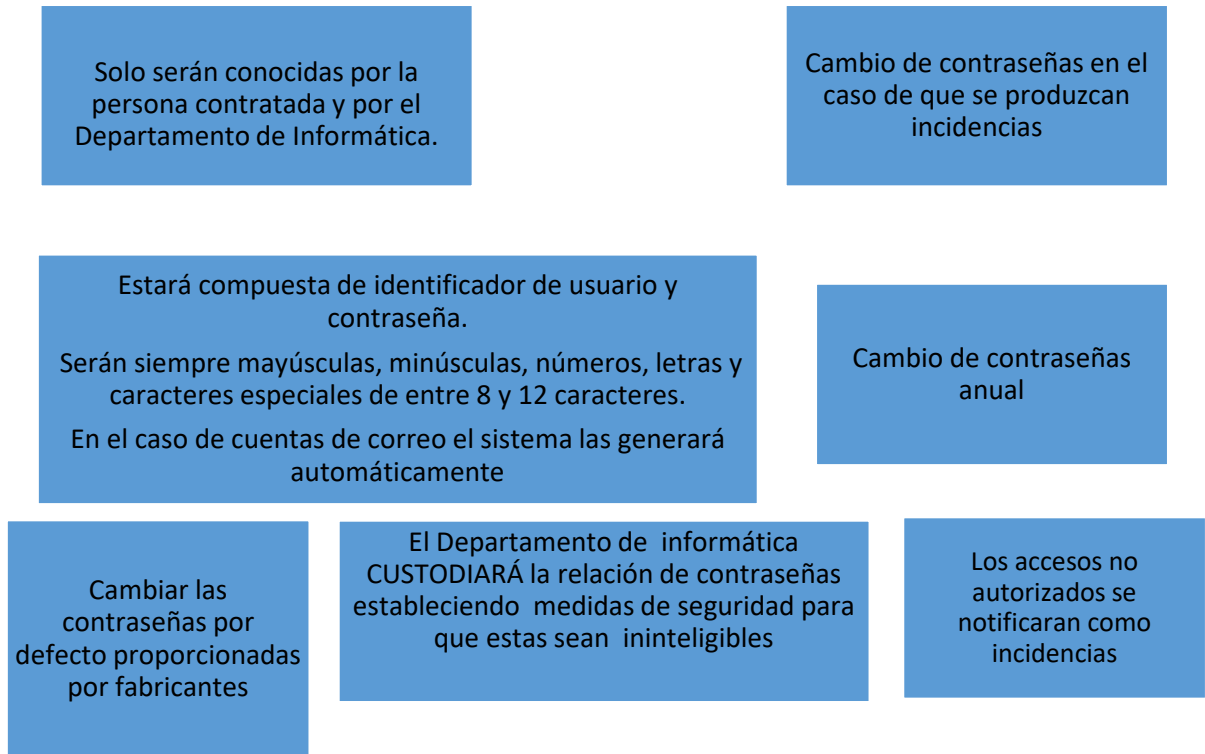 Solo serán conocidas por la
persona contratada y por el
Departamento de Informática.
Cambio de contraseñas en el
caso de que se produzcan
incidencias
Estará compuesta de identificador de usuario y
contraseña.
Serán siempre mayúsculas, minúsculas, números, letras y
caracteres especiales de entre 8 y 12 caracteres.
En el caso de cuentas de correo el sistema las generará
automáticamente
Cambio de contraseñas
anual
Cambiar las
contraseñas por
defecto proporcionadas
por fabricantes
El Departamento de informática
CUSTODIARÁ la relación de contraseñas
estableciendo medidas de seguridad para
que estas sean ininteligibles
Los accesos no
autorizados se
notificaran como
incidencias